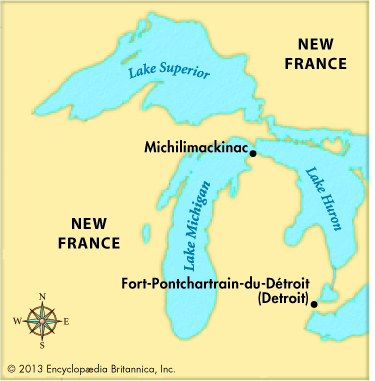 NEW
FRANCE
Lake Superior
Michilimackinac
Lake Michigan
Lake Huron
NEW
FRANCE
Fort-Pontchartrain-du-Détroit
(Detroit)
N
W E
S
© 2013 Encyclopædia Britannica, Inc.